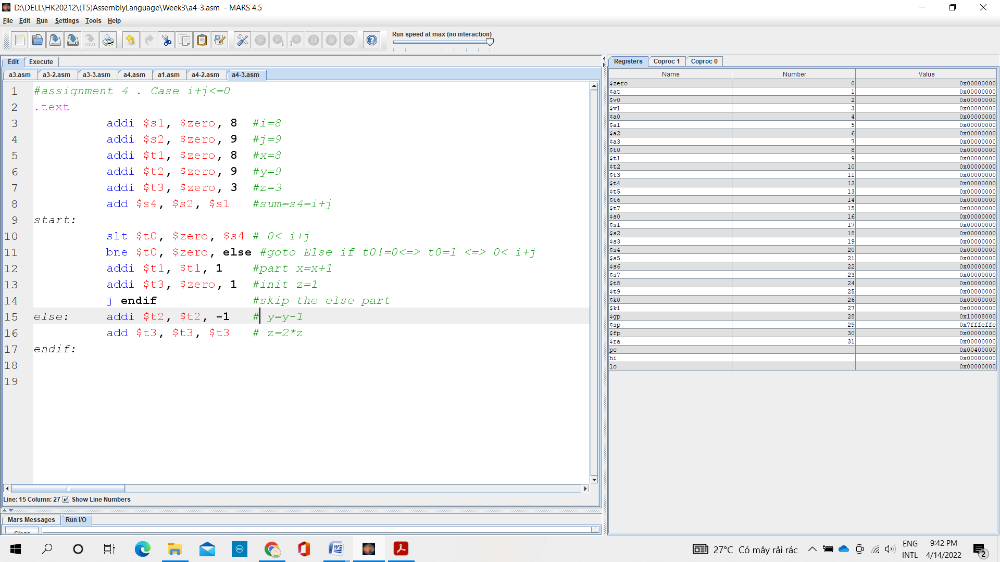 D:\DELL\HK20212\(T5)AssemblyLanguage\Week3\a4-3.asm - MARS 4.5
File Edit Run Settings Tools Help
Run speed at max (no interaction)
Edit Execute
a3.asm a3-2.asm a3-3.asm a4.asm a1.asm a4-2.asm a4-3.asm
1 #assignment 4 . Case i+j<=0
2 .text
3 addi $s1, $zero, 8 #i=8
4 addi $s2, $zero, 9 #j=9
5 addi $t1, $zero, 8 #x=8
6 addi $t2, $zero, 9 #y=9
7 addi $t3, $zero, 3 #z=3
8 add $s4, $s2, $s1 #sum=s4=i+j
9 start:
10 slt $t0, $zero, $s4 # 0< i+j
11 bne $t0, $zero, else #goto Else if t0!=0<=> t0=1 <=> 0< i+j
12 addi $t1, $t1, 1 #part x=x+1
13 addi $t3, $zero, 1 #init z=1
14 j endif #skip the else part
15 else: addi $t2, $t2, -1 # y=y-1
16 add $t3, $t3, $t3 # z=2*z
17 endif:
18
19
Line: 15 Column: 27 Show Line Numbers
Mars Messages Run I/O
Clear
Registers Coproc 1 Coproc 0
Name Number Value
$zero 0 0x00000000
$at 1 0x00000000
$v0 2 0x00000000
$v1 3 0x00000000
$a0 4 0x00000000
$a1 5 0x00000000
$a2 6 0x00000000
$a3 7 0x00000000
$t0 8 0x00000000
$t1 9 0x00000000
$t2 10 0x00000000
$t3 11 0x00000000
$t4 12 0x00000000
$t5 13 0x00000000
$t6 14 0x00000000
$t7 15 0x00000000
$s0 16 0x00000000
$s1 17 0x00000000
$s2 18 0x00000000
$s3 19 0x00000000
$s4 20 0x00000000
$s5 21 0x00000000
$s6 22 0x00000000
$s7 23 0x00000000
$t8 24 0x00000000
$t9 25 0x00000000
$k0 26 0x00000000
$k1 27 0x00000000
$gp 28 0x10008000
$sp 29 0x7fffeffc
$fp 30 0x00000000
$ra 31 0x00000000
pc 0x00400000
hi 0x00000000
lo 0x00000000
27°C Có mây rải rác
ENG
INTL
9:42 PM
4/14/2022
2